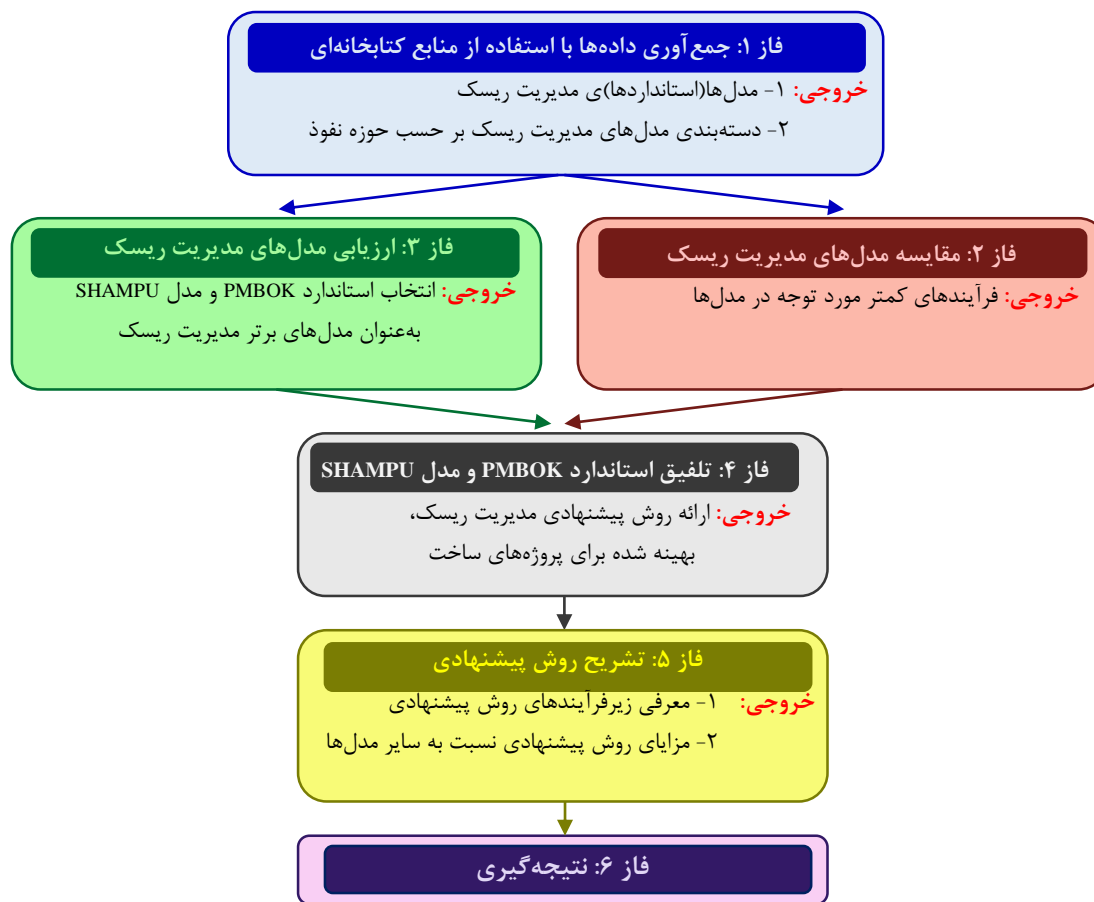 فاز ۱: جمع‌آوری داده‌ها با استفاده از منابع کتابخانه‌ای
خروجی: ۱- مدل‌ها(استانداردها)ی مدیریت ریسک
۲- دسته‌بندی مدل‌های مدیریت ریسک بر حسب حوزه نفوذ
فاز ۲: مقایسه مدل‌های مدیریت ریسک
خروجی: فرآیندهای کمتر مورد توجه در مدل‌ها
فاز ۳: ارزیابی مدل‌های مدیریت ریسک
خروجی: انتخاب استاندارد PMBOK و مدل SHAMPU
به‌عنوان مدل‌های برتر مدیریت ریسک
فاز ۴: تلفیق استاندارد PMBOK و مدل SHAMPU
خروجی: ارائه روش پیشنهادی مدیریت ریسک،
بهینه شده برای پروژه‌های ساخت
فاز ۵: تشریح روش پیشنهادی
خروجی: ۱- معرفی زیرفرآیندهای روش پیشنهادی
۲- مزایای روش پیشنهادی نسبت به سایر مدل‌ها
فاز ۶: نتیجه‌گیری